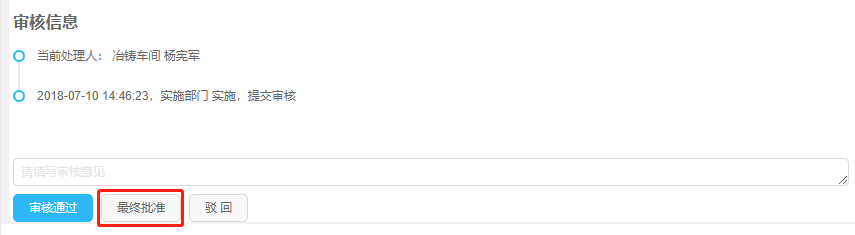 审核信息
当前处理人： 冶铸车间 杨宪军
2018-07-10 14:46:23，实施部门 实施，提交审核
请填写审核意见
审核通过 最终批准 驳 回